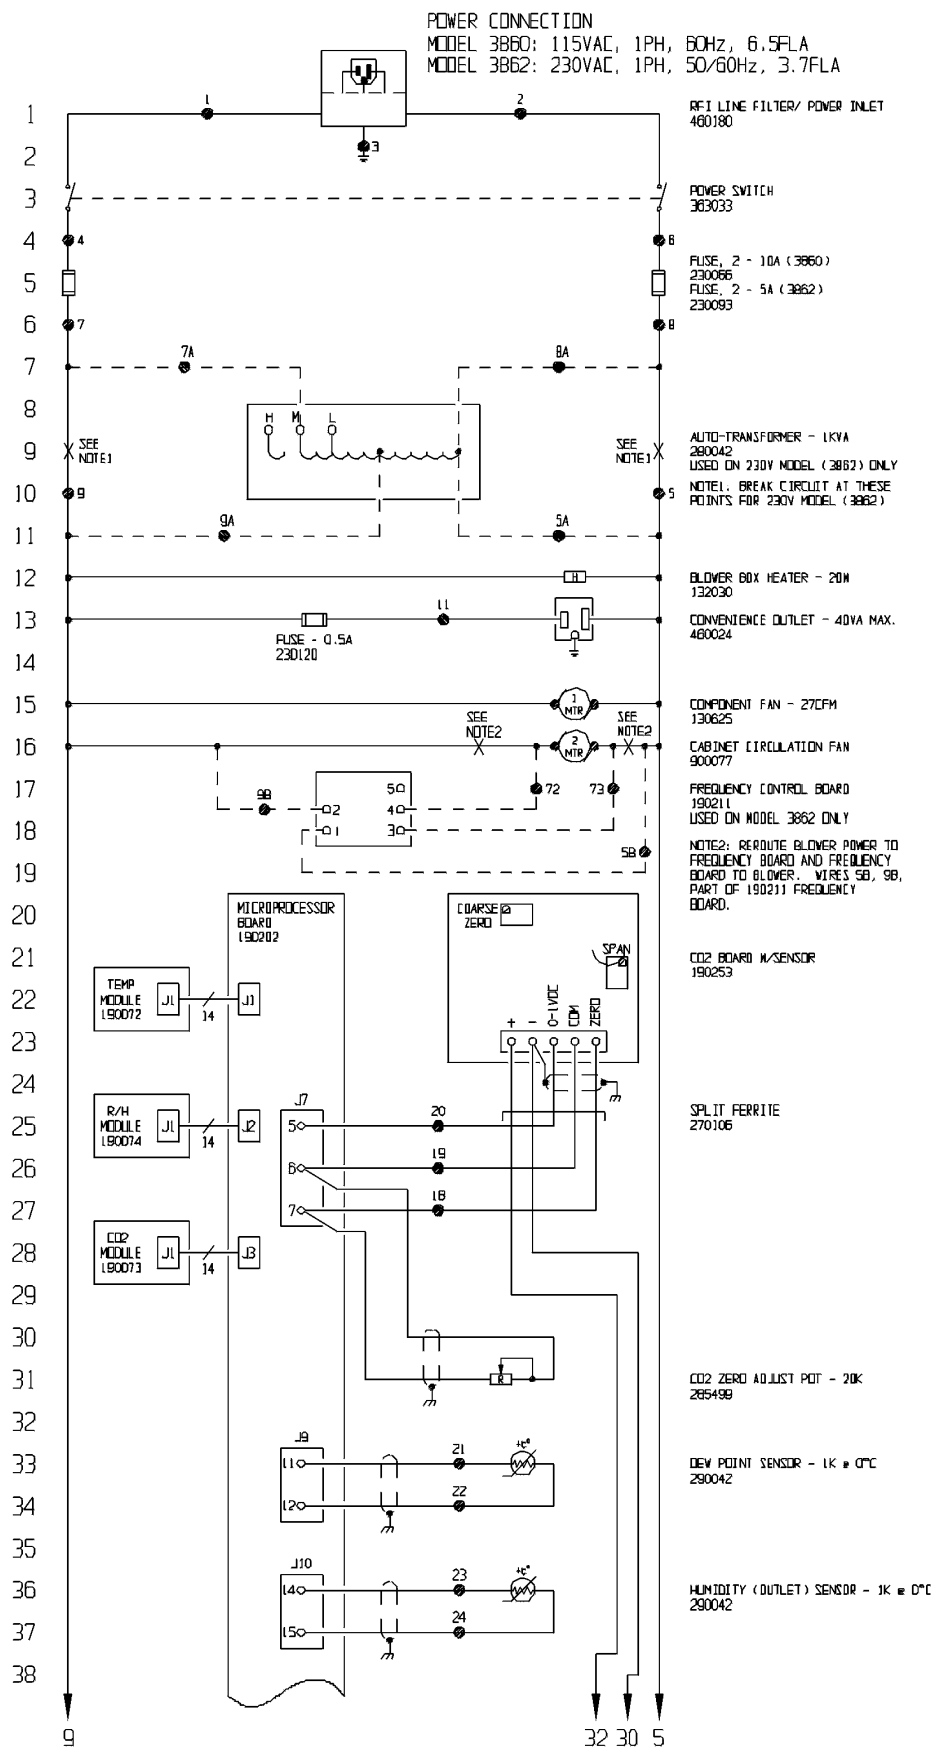 POWER CONNECTION
MODEL 3860: 115VAC, 1PH, 60Hz, 6.5FLA
MODEL 3862: 230VAC, 1PH, 50/60Hz, 3.7FLA
1
1
2
RFI LINE FILTER/ POWER INLET
460180
2
3
3
POWER SWITCH
363033
4
4
6
5
FUSE, 2 - 10A (3860)
230066
FUSE, 2 - 5A (3862)
230093
6
7
8
7
7A
8A
8
H M L
9
SEE
NOTE1
SEE
NOTE1
AUTO-TRANSFORMER - 1KVA
280042
USED ON 230V MODEL (3862) ONLY
10
9
5
NOTE1. BREAK CIRCUIT AT THESE
POINTS FOR 230V MODEL (3862)
11
9A
5A
12
H
BLOWER BOX HEATER - 20W
132030
13
11
FUSE - 0.5A
230120
CONVENIENCE OUTLET - 40VA MAX.
460024
14
15
1
MTR
COMPONENT FAN - 27CFM
130625
16
SEE
NOTE2
2
MTR
SEE
NOTE2
CABINET CIRCULATION FAN
900077
17
9B
2
5
4
72
73
FREQUENCY CONTROL BOARD
190211
USED ON MODEL 3862 ONLY
18
1
3
5B
19
NOTE2: REROUTE BLOWER POWER TO
FREQUENCY BOARD AND FREQUENCY
BOARD TO BLOWER. WIRES 5B, 9B,
PART OF 190211 FREQUENCY
BOARD.
20
MICROPROCESSOR
BOARD
190202
COARSE
ZERO
21
SPAN
CO2 BOARD W/SENSOR
190253
22
TEMP
MODULE
190072
J1
14
J1
23
+
-
0-1VDC
COM
ZERO
24
25
R/H
MODULE
190074
J1
14
J2
J7
5
20
SPLIT FERRITE
270106
26
6
19
27
7
18
28
CO2
MODULE
190073
J1
14
J3
29
30
31
R
CO2 ZERO ADJUST POT - 20K
285499
32
33
J9
11
21
+t°
DEW POINT SENSOR - 1K @ 0°C
290042
34
12
22
35
36
J10
14
23
+t°
HUMIDITY (OUTLET) SENSOR - 1K @ 0°C
290042
37
15
24
38
9
32 30 5